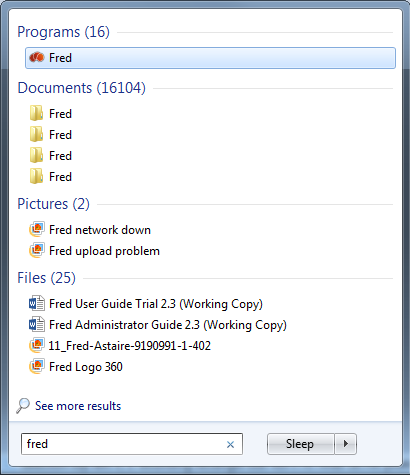 Programs (16)
Fred
Documents (16104)
Fred
Fred
Fred
Fred
Pictures (2)
Fred network down
Fred upload problem
Files (25)
Fred User Guide Trial 2.3 (Working Copy)
Fred Administrator Guide 2.3 (Working Copy)
11_Fred-Astaire-9190991-1-402
Fred Logo 360
See more results
fred
Sleep